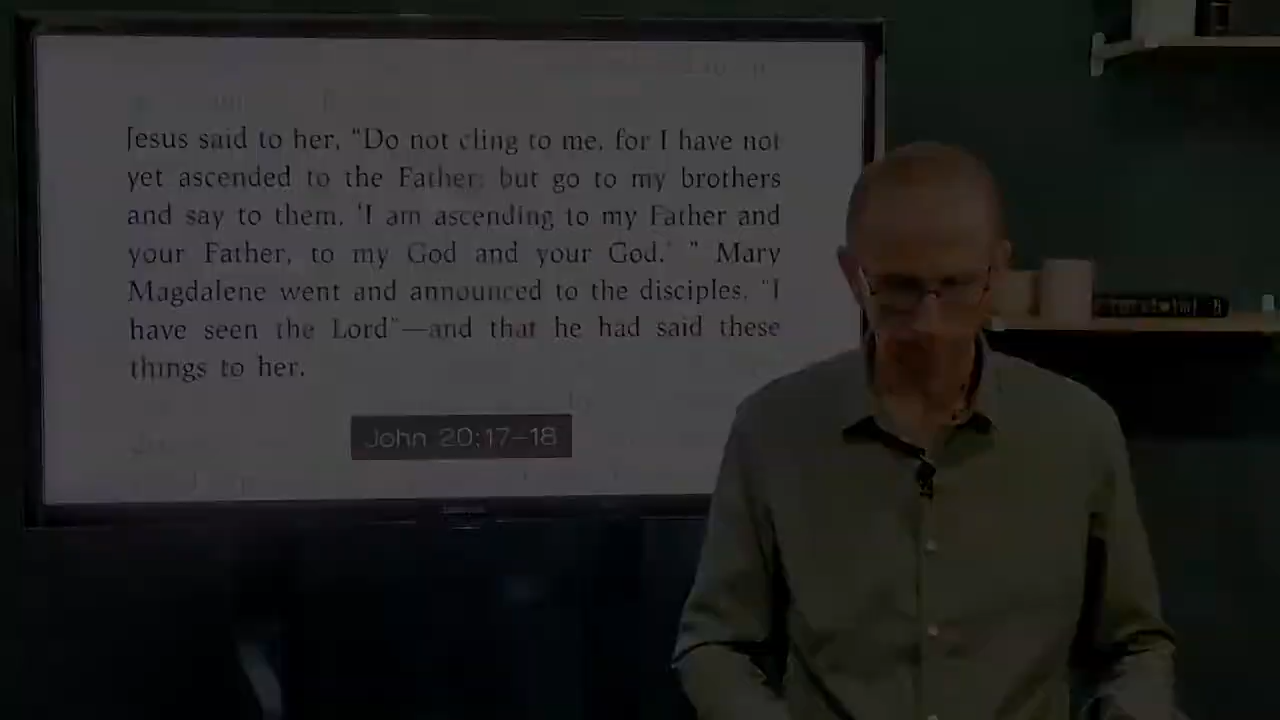 Jesus said to her, “Do not cling to me, for I have not
yet ascended to the Father; but go to my brothers
and say to them, ‘I am ascending to my Father and
your Father, to my God and your God.’ ” Mary
Magdalene went and announced to the disciples, “I
have seen the Lord”—and that he had said these
things to her.
John 20:17–18